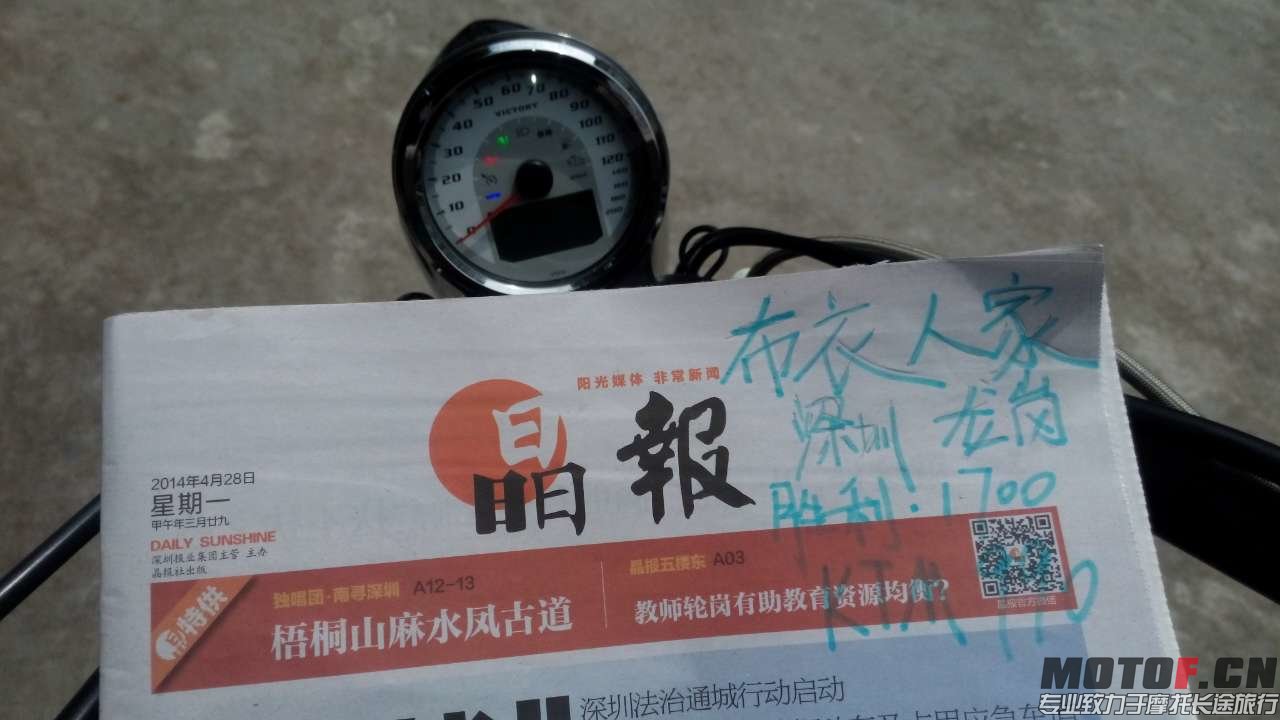 0 10 20 30 40 50 60 70 80 90 100 110 120
VICTORY
布衣人家
深圳 龙岗
胜利:1700
KTM
阳光媒体 非常新闻
晶報
2014年4月28日
星期一
甲午年三月廿九
DAILY SUNSHINE
深圳报业集团主管 主办
晶报社出版
特供
独唱团·南寻深圳 A12-13
梧桐山麻水凤古道
晶报五楼东 A03
教师轮岗有助教育资源均衡?
晶报官方微信
深圳法治通城行动启动
MOTOF.CN
专业致力于摩托长途旅行